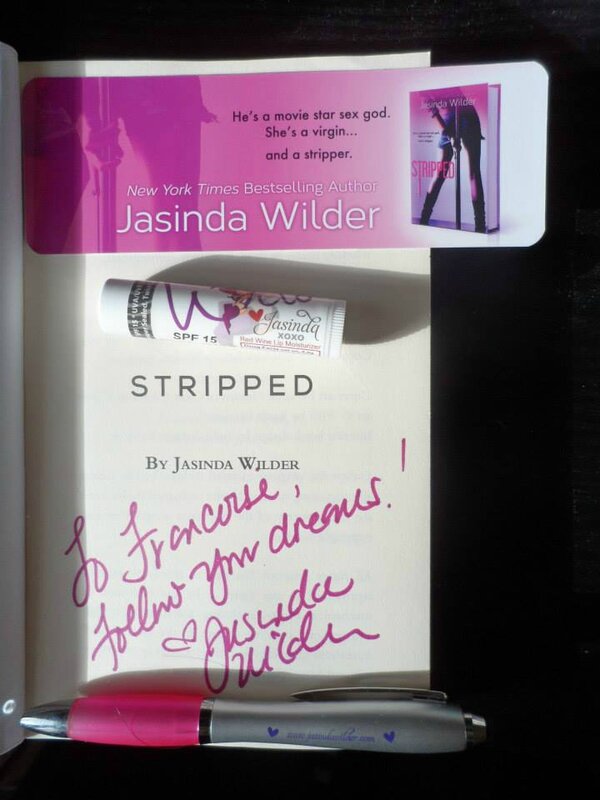 He's a movie star sex god.
She's a virgin...
and a stripper.
New York Times Bestselling Author
Jasinda Wilder
Jasinda Wilder
STRIPPED
Jasinda
xoxo
SPF 15
Red Wine Lip Moisturizer
STRIPPED
By Jasinda Wilder
To Francoise,
Follow your dreams!
Jasinda
Wilder
www.jasindawilder.com